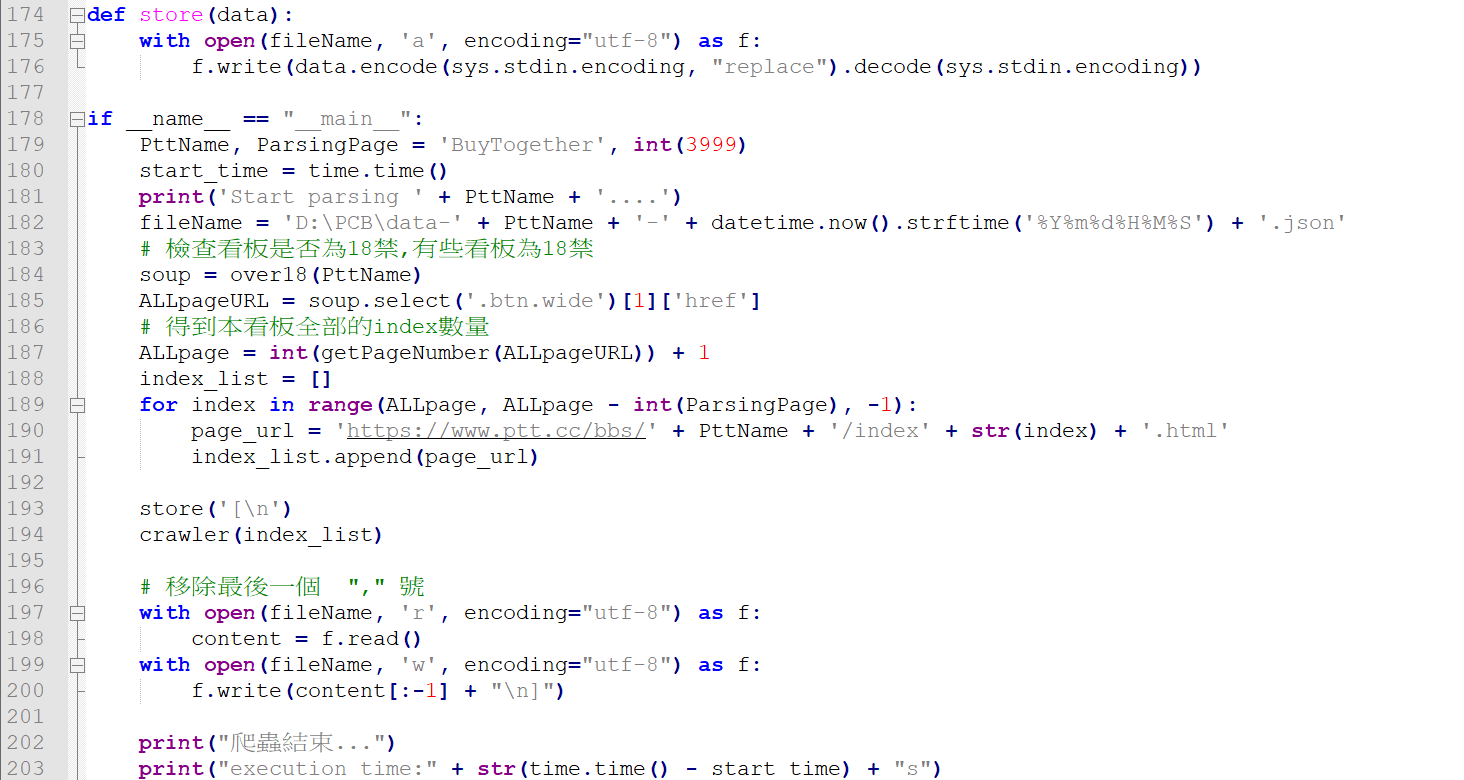 174 def store(data):
175     with open(fileName, 'a', encoding="utf-8") as f:
176         f.write(data.encode(sys.stdin.encoding, "replace").decode(sys.stdin.encoding))
177
178 if __name__ == "__main__":
179     PttName, ParsingPage = 'BuyTogether', int(3999)
180     start_time = time.time()
181     print('Start parsing ' + PttName + '....')
182     fileName = 'D:\PCB\data-' + PttName + '-' + datetime.now().strftime('%Y%m%d%H%M%S') + '.json'
183     # 檢查看板是否為18禁,有些看板為18禁
184     soup = over18(PttName)
185     ALLpageURL = soup.select('.btn.wide')[1]['href']
186     # 得到本看板全部的index數量
187     ALLpage = int(getPageNumber(ALLpageURL)) + 1
188     index_list = []
189     for index in range(ALLpage, ALLpage - int(ParsingPage), -1):
190         page_url = 'https://www.ptt.cc/bbs/' + PttName + '/index' + str(index) + '.html'
191         index_list.append(page_url)
192
193     store('[\n')
194     crawler(index_list)
195
196     # 移除最後一個  "," 號
197     with open(fileName, 'r', encoding="utf-8") as f:
198         content = f.read()
199     with open(fileName, 'w', encoding="utf-8") as f:
200         f.write(content[:-1] + "\n]")
201
202     print("爬蟲結束...")
203     print("execution time:" + str(time.time() - start_time) + "s")